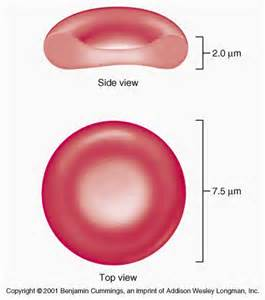 2.0 µm
Side view
7.5 µm
Top view
Copyright ©2001 Benjamin Cummings, an imprint of Addison Wesley Longman, Inc.